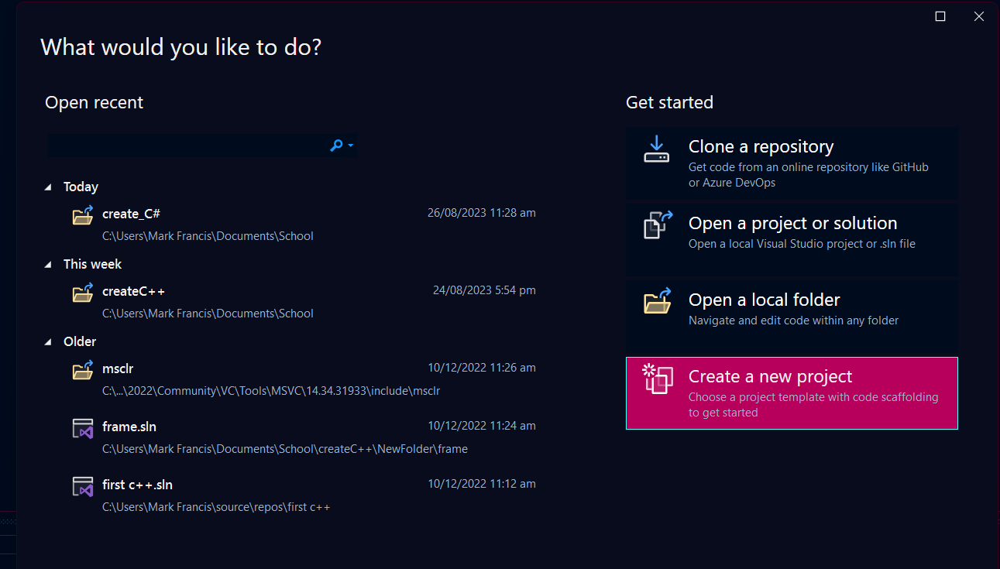 What would you like to do?
Open recent
Today
create_C# 26/08/2023 11:28 am
C:\Users\Mark Francis\Documents\School
This week
createC++ 24/08/2023 5:54 pm
C:\Users\Mark Francis\Documents\School
Older
msclr 10/12/2022 11:26 am
C:\...\2022\Community\VC\Tools\MSVC\14.34.31933\include\msclr
frame.sln 10/12/2022 11:24 am
C:\Users\Mark Francis\Documents\School\createC++\NewFolder\frame
first c++.sln 10/12/2022 11:12 am
C:\Users\Mark Francis\source\repos\first c++
Get started
Clone a repository
Get code from an online repository like GitHub
or Azure DevOps
Open a project or solution
Open a local Visual Studio project or .sln file
Open a local folder
Navigate and edit code within any folder
Create a new project
Choose a project template with code scaffolding
to get started